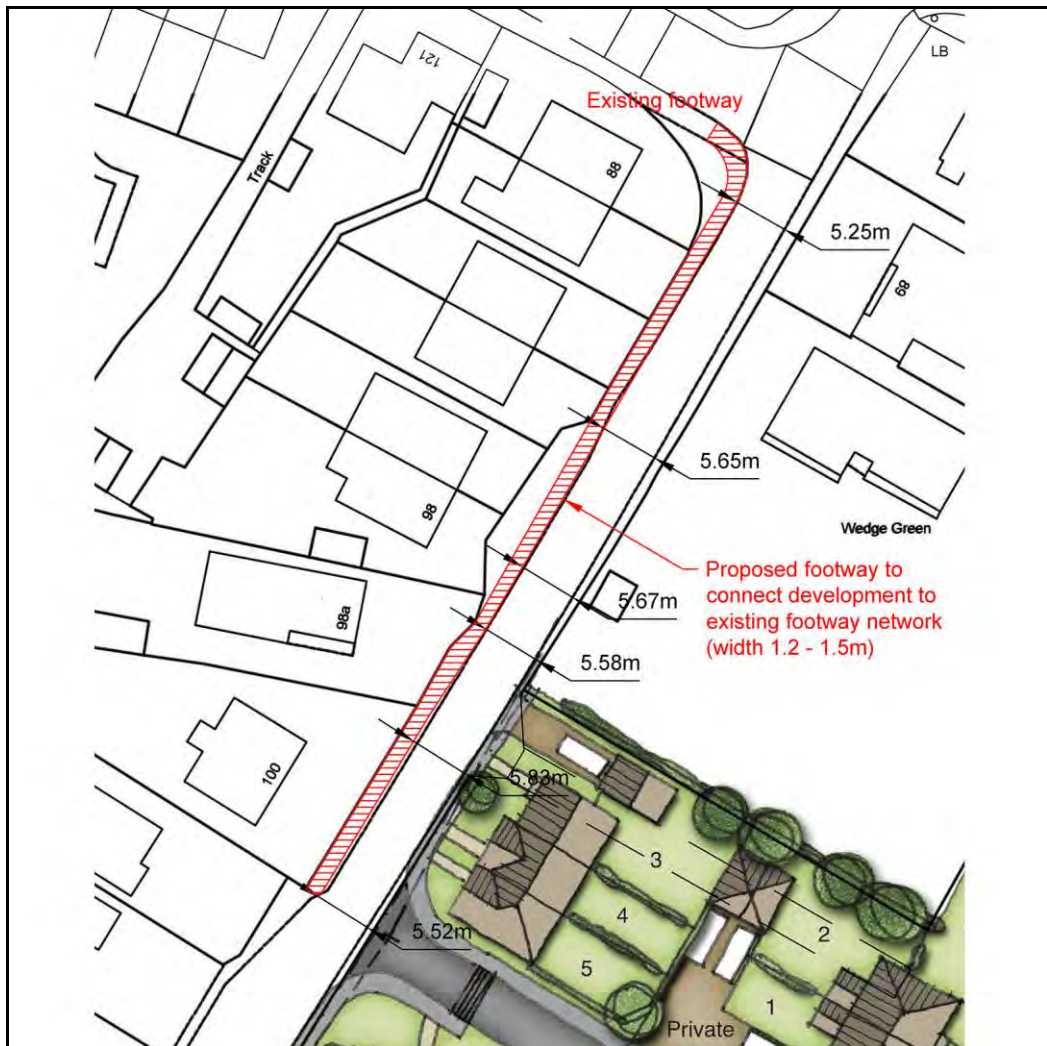 LB
121
Existing footway
Track
88
5.25m
68
5.65m
98
Wedge Green
Proposed footway to
connect development to
existing footway network
(width 1.2 - 1.5m)
5.67m
98a
5.58m
100
5.83m
3
4
2
5.52m
5
1
Private